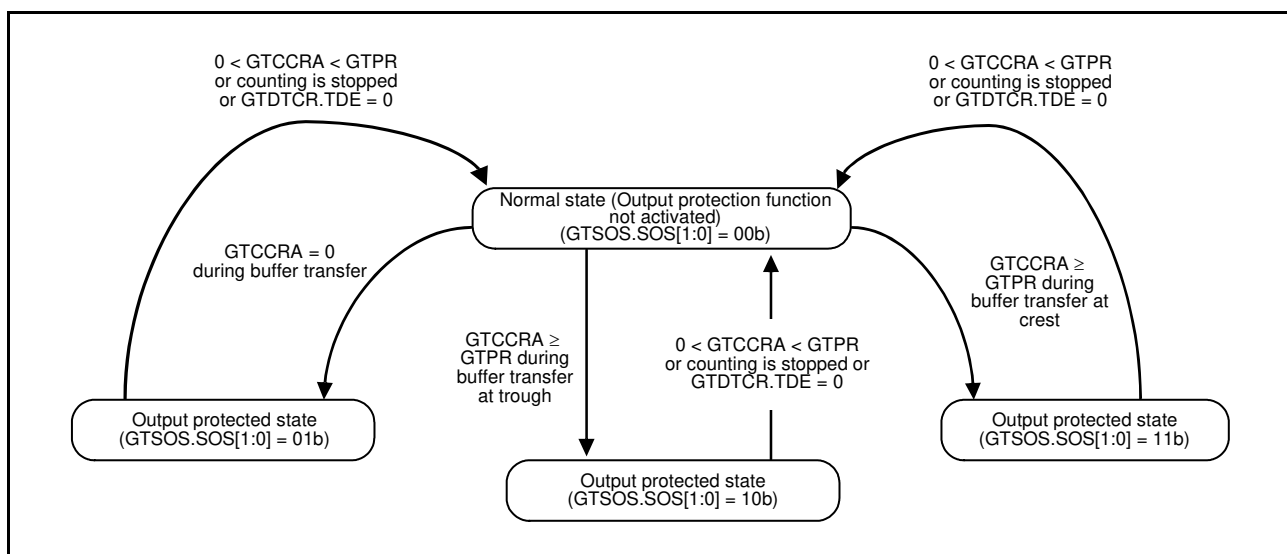 0 < GTCCRA < GTPR
or counting is stopped
or GTDTCR.TDE = 0
0 < GTCCRA < GTPR
or counting is stopped
or GTDTCR.TDE = 0
Normal state (Output protection function
not activated)
(GTSOS.SOS[1:0] = 00b)
GTCCRA = 0
during buffer transfer
GTCCRA ≥
GTPR during
buffer transfer
at trough
0 < GTCCRA < GTPR
or counting is stopped or
GTDTCR.TDE = 0
GTCCRA ≥
GTPR during
buffer transfer at
crest
Output protected state
(GTSOS.SOS[1:0] = 01b)
Output protected state
(GTSOS.SOS[1:0] = 10b)
Output protected state
(GTSOS.SOS[1:0] = 11b)